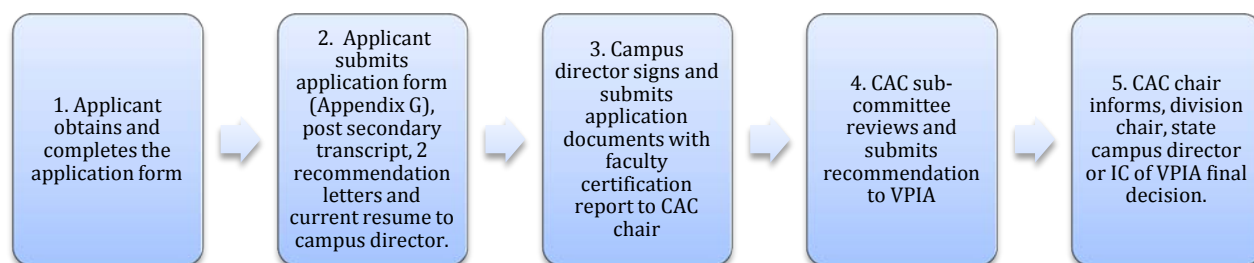 1. Applicant
obtains and
completes the
application form
2. Applicant
submits
application form
(Appendix G),
post secondary
transcript, 2
recommendation
letters and
current resume to
campus director.
3. Campus
director signs and
submits
application
documents with
faculty
certification
report to CAC
chair
4. CAC sub-
committee
reviews and
submits
recommendation
to VPIA
5. CAC chair
informs, division
chair, state
campus director
or IC of VPIA final
decision.